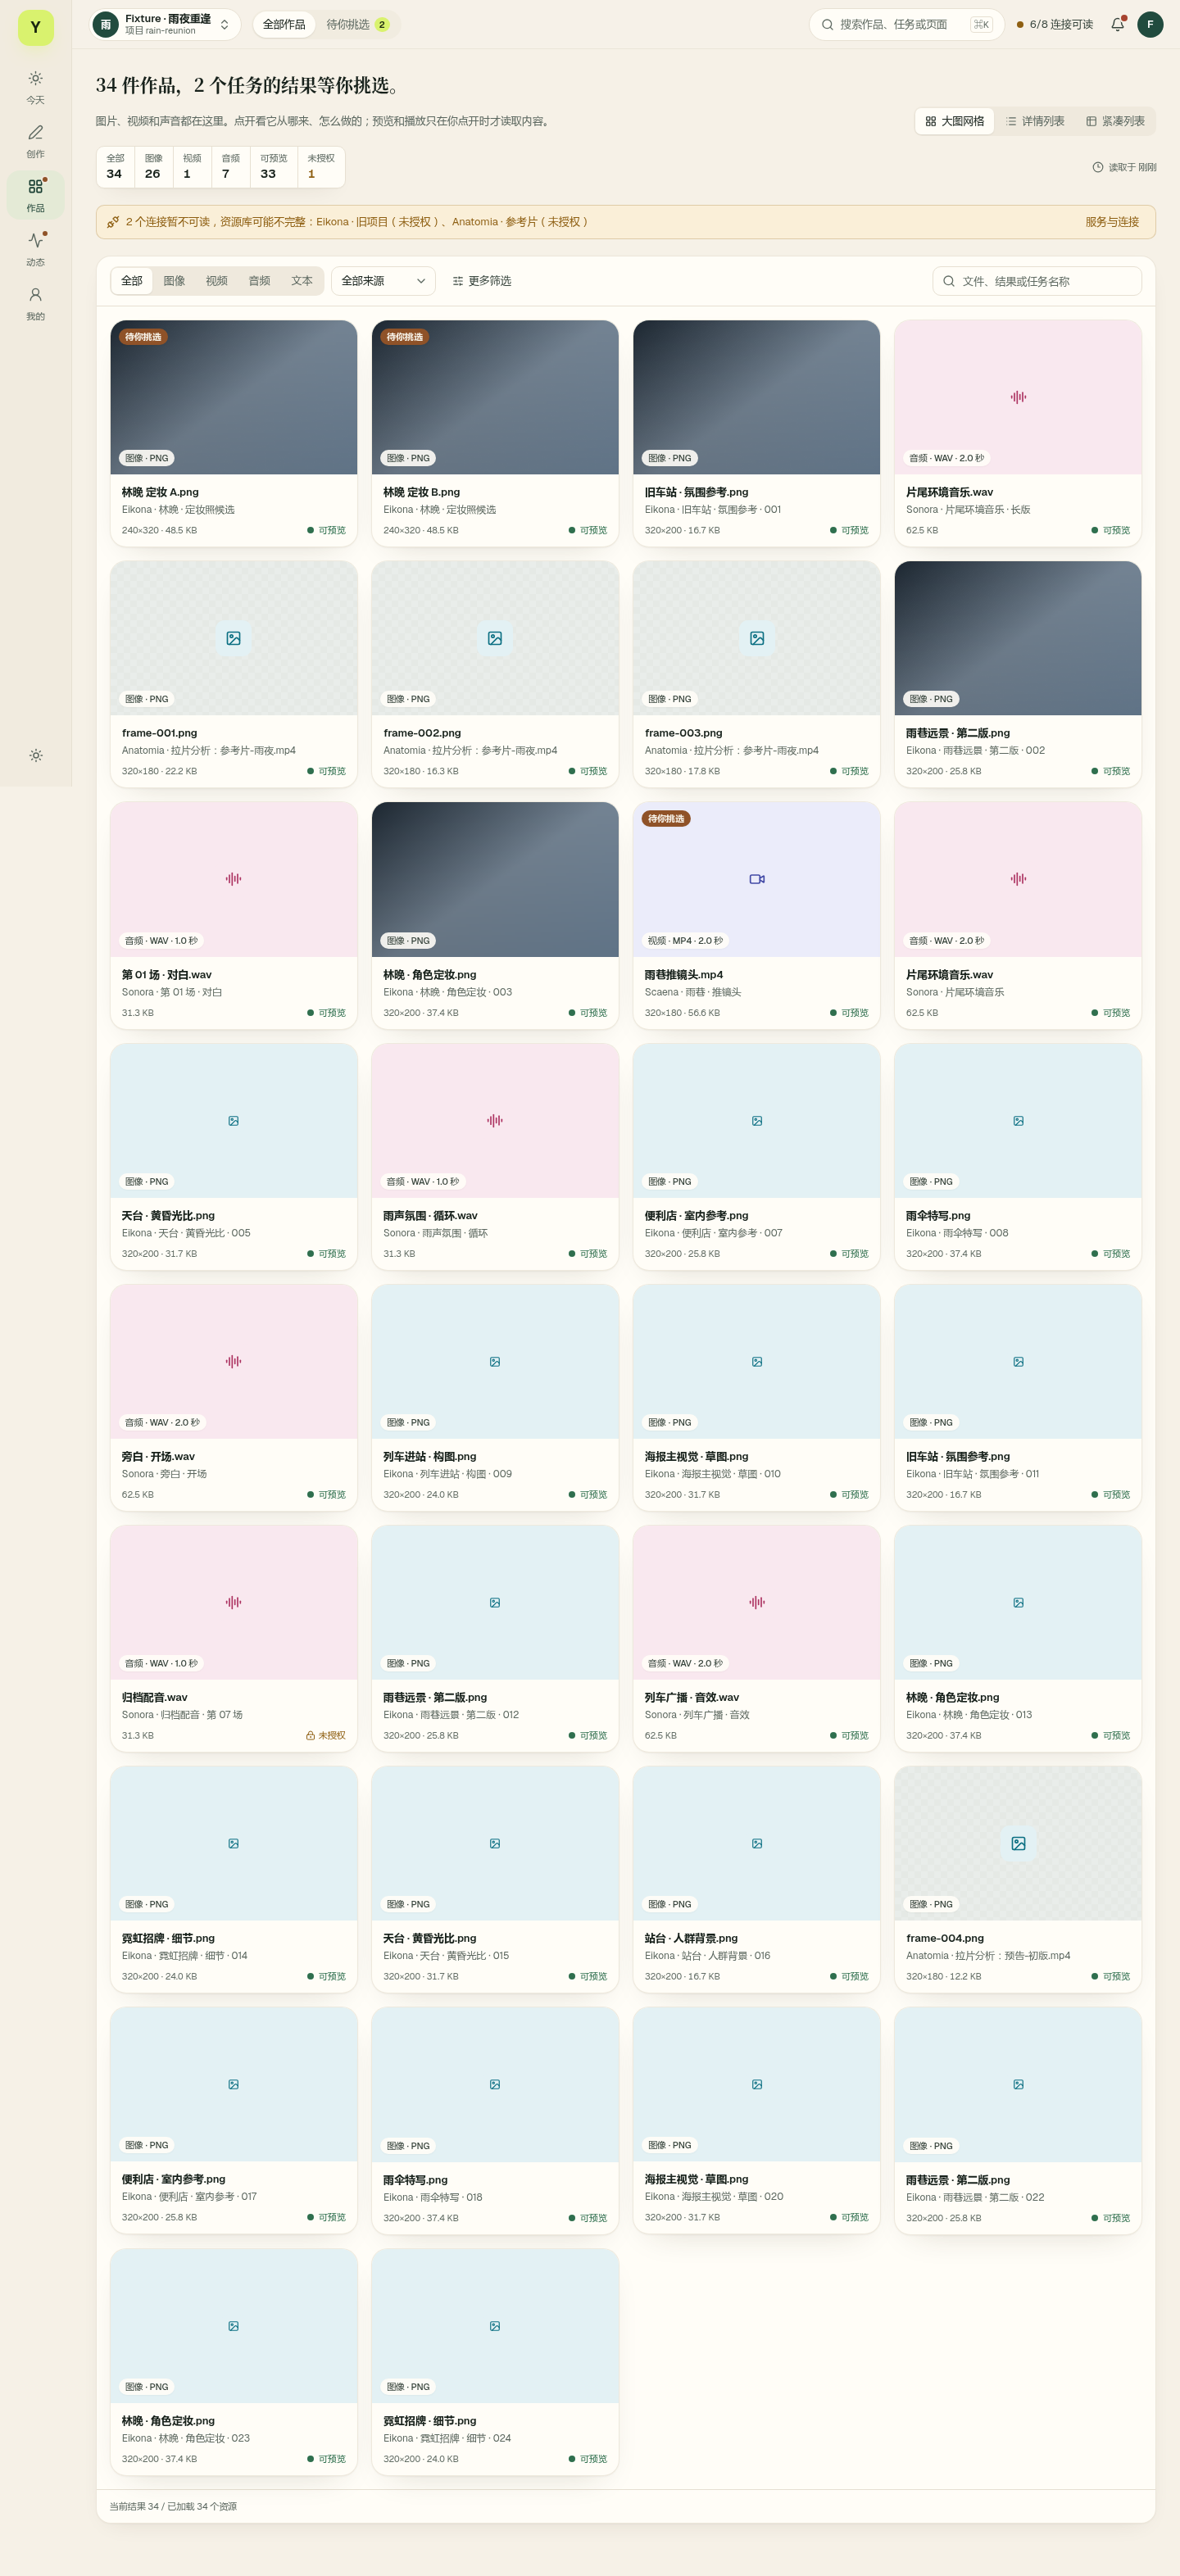 Y
今天
创作
作品
动态
我的
雨
Fixture · 雨夜重逢
项目 rain-reunion
全部作品
待你挑选 2
搜索作品、任务或页面 ⌘K
6/8 连接可读
F
34 件作品，2 个任务的结果等你挑选。
图片、视频和声音都在这里。点开看它从哪来、怎么做的；预览和播放只在你点开时才读取内容。
大图网格
详情列表
紧凑列表
全部 图像 视频 音频 可预览 未授权
34 26 1 7 33 1
读取于 刚刚
2 个连接暂不可读，资源库可能不完整：Eikona · 旧项目（未授权）、Anatomia · 参考片（未授权）
服务与连接
全部 图像 视频 音频 文本
全部来源
更多筛选
文件、结果或任务名称
待你挑选
图像 · PNG
林晚 定妆 A.png
Eikona · 林晚 · 定妆照候选
240×320 · 48.5 KB
可预览
待你挑选
图像 · PNG
林晚 定妆 B.png
Eikona · 林晚 · 定妆照候选
240×320 · 48.5 KB
可预览
图像 · PNG
旧车站 · 氛围参考.png
Eikona · 旧车站 · 氛围参考 · 001
320×200 · 16.7 KB
可预览
音频 · WAV · 2.0 秒
片尾环境音乐.wav
Sonora · 片尾环境音乐 · 长版
62.5 KB
可预览
图像 · PNG
frame-001.png
Anatomia · 拉片分析：参考片-雨夜.mp4
320×180 · 22.2 KB
可预览
图像 · PNG
frame-002.png
Anatomia · 拉片分析：参考片-雨夜.mp4
320×180 · 16.3 KB
可预览
图像 · PNG
frame-003.png
Anatomia · 拉片分析：参考片-雨夜.mp4
320×180 · 17.8 KB
可预览
图像 · PNG
雨巷远景 · 第二版.png
Eikona · 雨巷远景 · 第二版 · 002
320×200 · 25.8 KB
可预览
音频 · WAV · 1.0 秒
第 01 场 · 对白.wav
Sonora · 第 01 场 · 对白
31.3 KB
可预览
图像 · PNG
林晚 · 角色定妆.png
Eikona · 林晚 · 角色定妆 · 003
320×200 · 37.4 KB
可预览
待你挑选
视频 · MP4 · 2.0 秒
雨巷推镜头.mp4
Scaena · 雨巷 · 推镜头
320×180 · 56.6 KB
可预览
音频 · WAV · 2.0 秒
片尾环境音乐.wav
Sonora · 片尾环境音乐
62.5 KB
可预览
图像 · PNG
天台 · 黄昏光比.png
Eikona · 天台 · 黄昏光比 · 005
320×200 · 31.7 KB
可预览
音频 · WAV · 1.0 秒
雨声氛围 · 循环.wav
Sonora · 雨声氛围 · 循环
31.3 KB
可预览
图像 · PNG
便利店 · 室内参考.png
Eikona · 便利店 · 室内参考 · 007
320×200 · 25.8 KB
可预览
图像 · PNG
雨伞特写.png
Eikona · 雨伞特写 · 008
320×200 · 37.4 KB
可预览
音频 · WAV · 2.0 秒
旁白 · 开场.wav
Sonora · 旁白 · 开场
62.5 KB
可预览
图像 · PNG
列车进站 · 构图.png
Eikona · 列车进站 · 构图 · 009
320×200 · 24.0 KB
可预览
图像 · PNG
海报主视觉 · 草图.png
Eikona · 海报主视觉 · 草图 · 010
320×200 · 31.7 KB
可预览
图像 · PNG
旧车站 · 氛围参考.png
Eikona · 旧车站 · 氛围参考 · 011
320×200 · 16.7 KB
可预览
音频 · WAV · 1.0 秒
归档配音.wav
Sonora · 归档配音 · 第 07 场
31.3 KB
未授权
图像 · PNG
雨巷远景 · 第二版.png
Eikona · 雨巷远景 · 第二版 · 012
320×200 · 25.8 KB
可预览
音频 · WAV · 2.0 秒
列车广播 · 音效.wav
Sonora · 列车广播 · 音效
62.5 KB
可预览
图像 · PNG
林晚 · 角色定妆.png
Eikona · 林晚 · 角色定妆 · 013
320×200 · 37.4 KB
可预览
图像 · PNG
霓虹招牌 · 细节.png
Eikona · 霓虹招牌 · 细节 · 014
320×200 · 24.0 KB
可预览
图像 · PNG
天台 · 黄昏光比.png
Eikona · 天台 · 黄昏光比 · 015
320×200 · 31.7 KB
可预览
图像 · PNG
站台 · 人群背景.png
Eikona · 站台 · 人群背景 · 016
320×200 · 16.7 KB
可预览
图像 · PNG
frame-004.png
Anatomia · 拉片分析：预告-初版.mp4
320×180 · 12.2 KB
可预览
图像 · PNG
便利店 · 室内参考.png
Eikona · 便利店 · 室内参考 · 017
320×200 · 25.8 KB
可预览
图像 · PNG
雨伞特写.png
Eikona · 雨伞特写 · 018
320×200 · 37.4 KB
可预览
图像 · PNG
海报主视觉 · 草图.png
Eikona · 海报主视觉 · 草图 · 020
320×200 · 31.7 KB
可预览
图像 · PNG
雨巷远景 · 第二版.png
Eikona · 雨巷远景 · 第二版 · 022
320×200 · 25.8 KB
可预览
图像 · PNG
林晚 · 角色定妆.png
Eikona · 林晚 · 角色定妆 · 023
320×200 · 37.4 KB
可预览
图像 · PNG
霓虹招牌 · 细节.png
Eikona · 霓虹招牌 · 细节 · 024
320×200 · 24.0 KB
可预览
当前结果 34 / 已加载 34 个资源